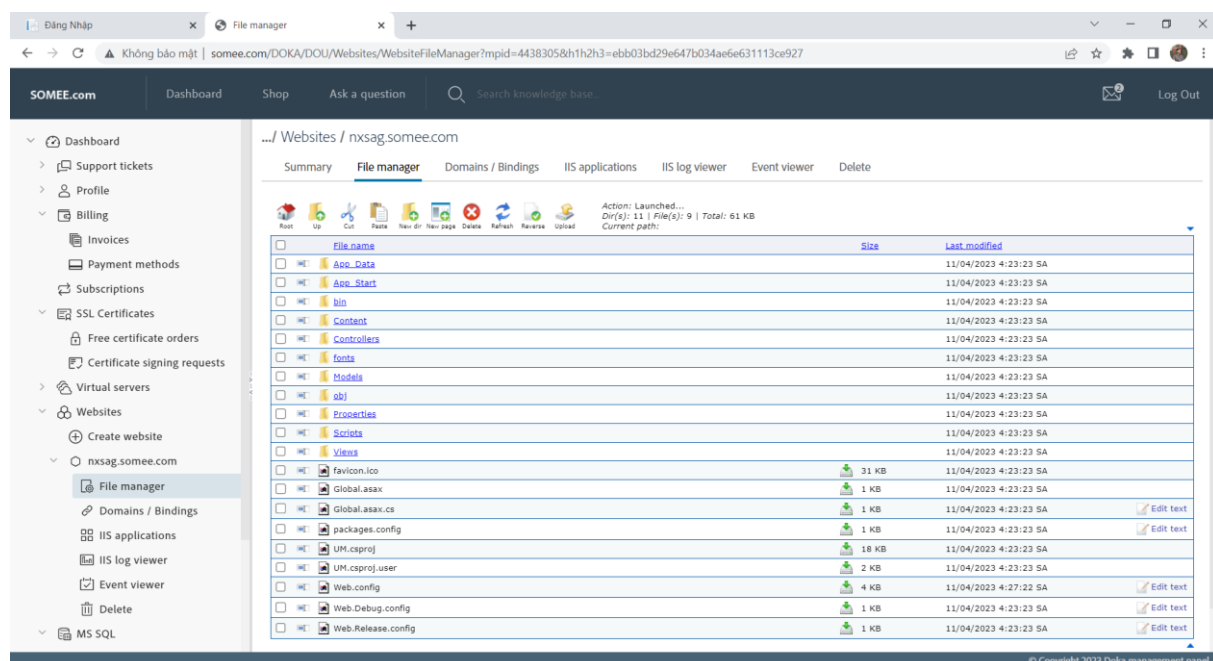 Đăng Nhập
File manager
Không bảo mật | somee.com/DOKA/DOU/Websites/WebsiteFileManager?mpid=4438305&h1h2h3=ebb03bd29e647b034ae6e631113ce927
SOMEE.com Dashboard Shop Ask a question Search knowledge base... 2 Log Out
Dashboard
Support tickets
Profile
Billing
Invoices
Payment methods
Subscriptions
SSL Certificates
Free certificate orders
Certificate signing requests
Virtual servers
Websites
Create website
nxsag.somee.com
File manager
Domains / Bindings
IIS applications
IIS log viewer
Event viewer
Delete
MS SQL
.../ Websites / nxsag.somee.com
Summary File manager Domains / Bindings IIS applications IIS log viewer Event viewer Delete
Root Up Cut Paste New dir New page Delete Refresh Reverse Upload
Action: Launched...
Dir(s): 11 | File(s): 9 | Total: 61 KB
Current path:
File name Size Last modified
App_Data 11/04/2023 4:23:23 SA
App_Start 11/04/2023 4:23:23 SA
bin 11/04/2023 4:23:23 SA
Content 11/04/2023 4:23:23 SA
Controllers 11/04/2023 4:23:23 SA
fonts 11/04/2023 4:23:23 SA
Models 11/04/2023 4:23:23 SA
obj 11/04/2023 4:23:23 SA
Properties 11/04/2023 4:23:23 SA
Scripts 11/04/2023 4:23:23 SA
Views 11/04/2023 4:23:23 SA
favicon.ico 31 KB 11/04/2023 4:23:23 SA
Global.asax 1 KB 11/04/2023 4:23:23 SA
Global.asax.cs 1 KB 11/04/2023 4:23:23 SA Edit text
packages.config 1 KB 11/04/2023 4:23:23 SA Edit text
UM.csproj 18 KB 11/04/2023 4:23:23 SA
UM.csproj.user 2 KB 11/04/2023 4:23:23 SA
Web.config 4 KB 11/04/2023 4:27:22 SA Edit text
Web.Debug.config 1 KB 11/04/2023 4:23:23 SA Edit text
Web.Release.config 1 KB 11/04/2023 4:23:23 SA Edit text
© Copyright 2023 Doka management panel